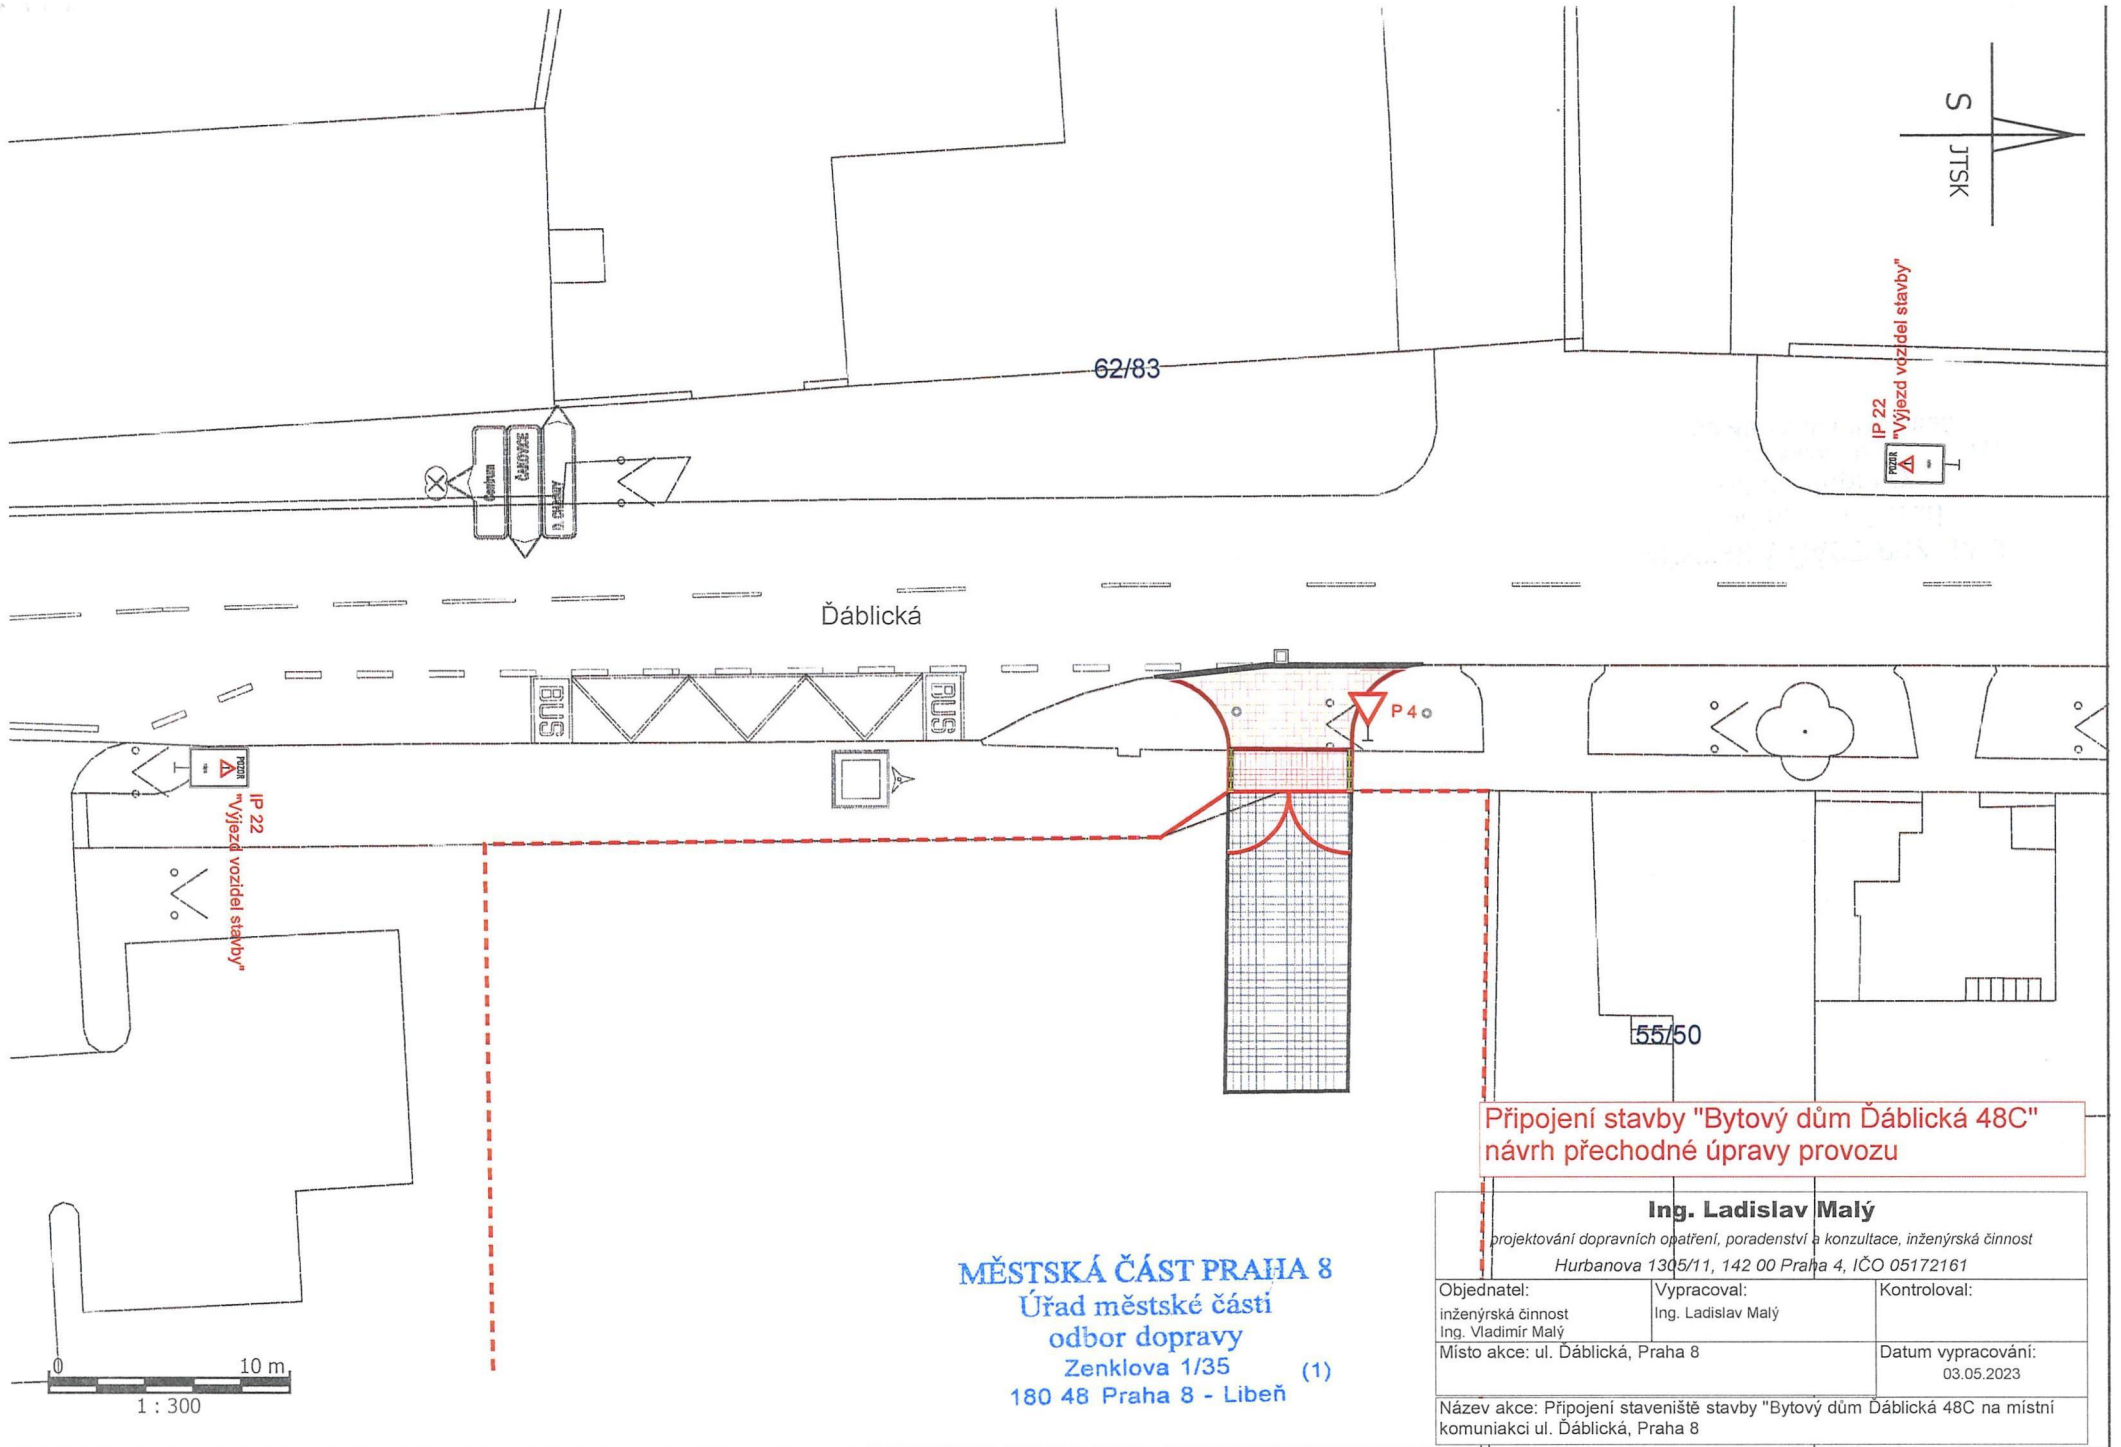 S
JTSK
IP 22
"Výjezd vozidel stavby"
POZOR
62/83
Centrum
ČAKOVICE
D. CHABRY
Ďáblická
BUS
BUS
P 4
POZOR
IP 22
"Výjezd vozidel stavby"
55/50
Připojení stavby "Bytový dům Ďáblická 48C"
návrh přechodné úpravy provozu
Ing. Ladislav Malý
projektování dopravních opatření, poradenství a konzultace, inženýrská činnost
Hurbanova 1305/11, 142 00 Praha 4, IČO 05172161
Objednatel:
inženýrská činnost
Ing. Vladimír Malý
Vypracoval:
Ing. Ladislav Malý
Kontroloval:
Místo akce: ul. Ďáblická, Praha 8
Datum vypracování:
03.05.2023
Název akce: Připojení staveniště stavby "Bytový dům Ďáblická 48C na místní
komuniakci ul. Ďáblická, Praha 8
MĚSTSKÁ ČÁST PRAHA 8
Úřad městské části
odbor dopravy
Zenklova 1/35 (1)
180 48 Praha 8 - Libeň
0 10 m
1 : 300